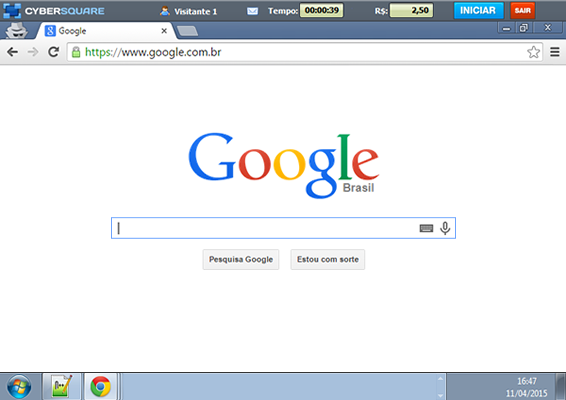 CYBERSQUARE Visitante 1 Tempo: 00:00:39 R$: 2,50 INICIAR SAIR
Google
https://www.google.com.br
Google
Brasil
Pesquisa Google Estou com sorte
16:47
11/04/2015